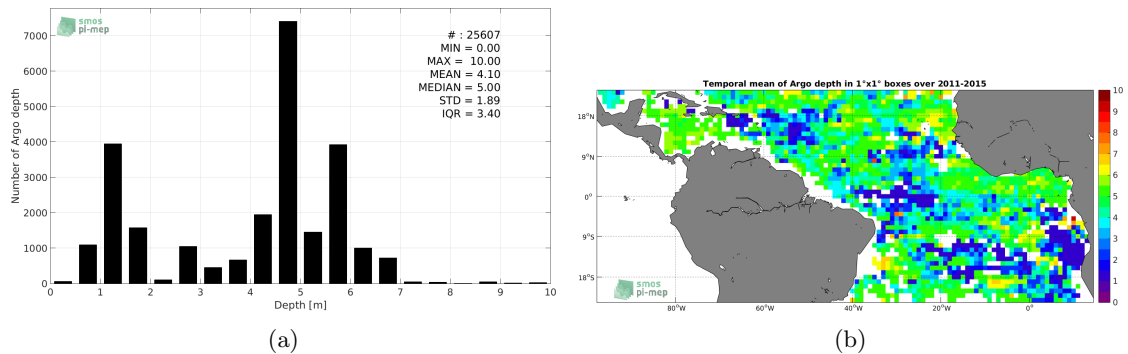 smos
pi-mep
# : 25607
MIN = 0.00
MAX = 10.00
MEAN = 4.10
MEDIAN = 5.00
STD = 1.89
IQR = 3.40
Number of Argo depth
7000
6000
5000
4000
3000
2000
1000
0
0 1 2 3 4 5 6 7 8 9 10
Depth [m]
(a)
Temporal mean of Argo depth in 1°x1° boxes over 2011-2015
18°N
9°N
0°
9°S
18°S
80°W 60°W 40°W 20°W 0°
10
9
8
7
6
5
4
3
2
1
0
smos
pi-mep
(b)